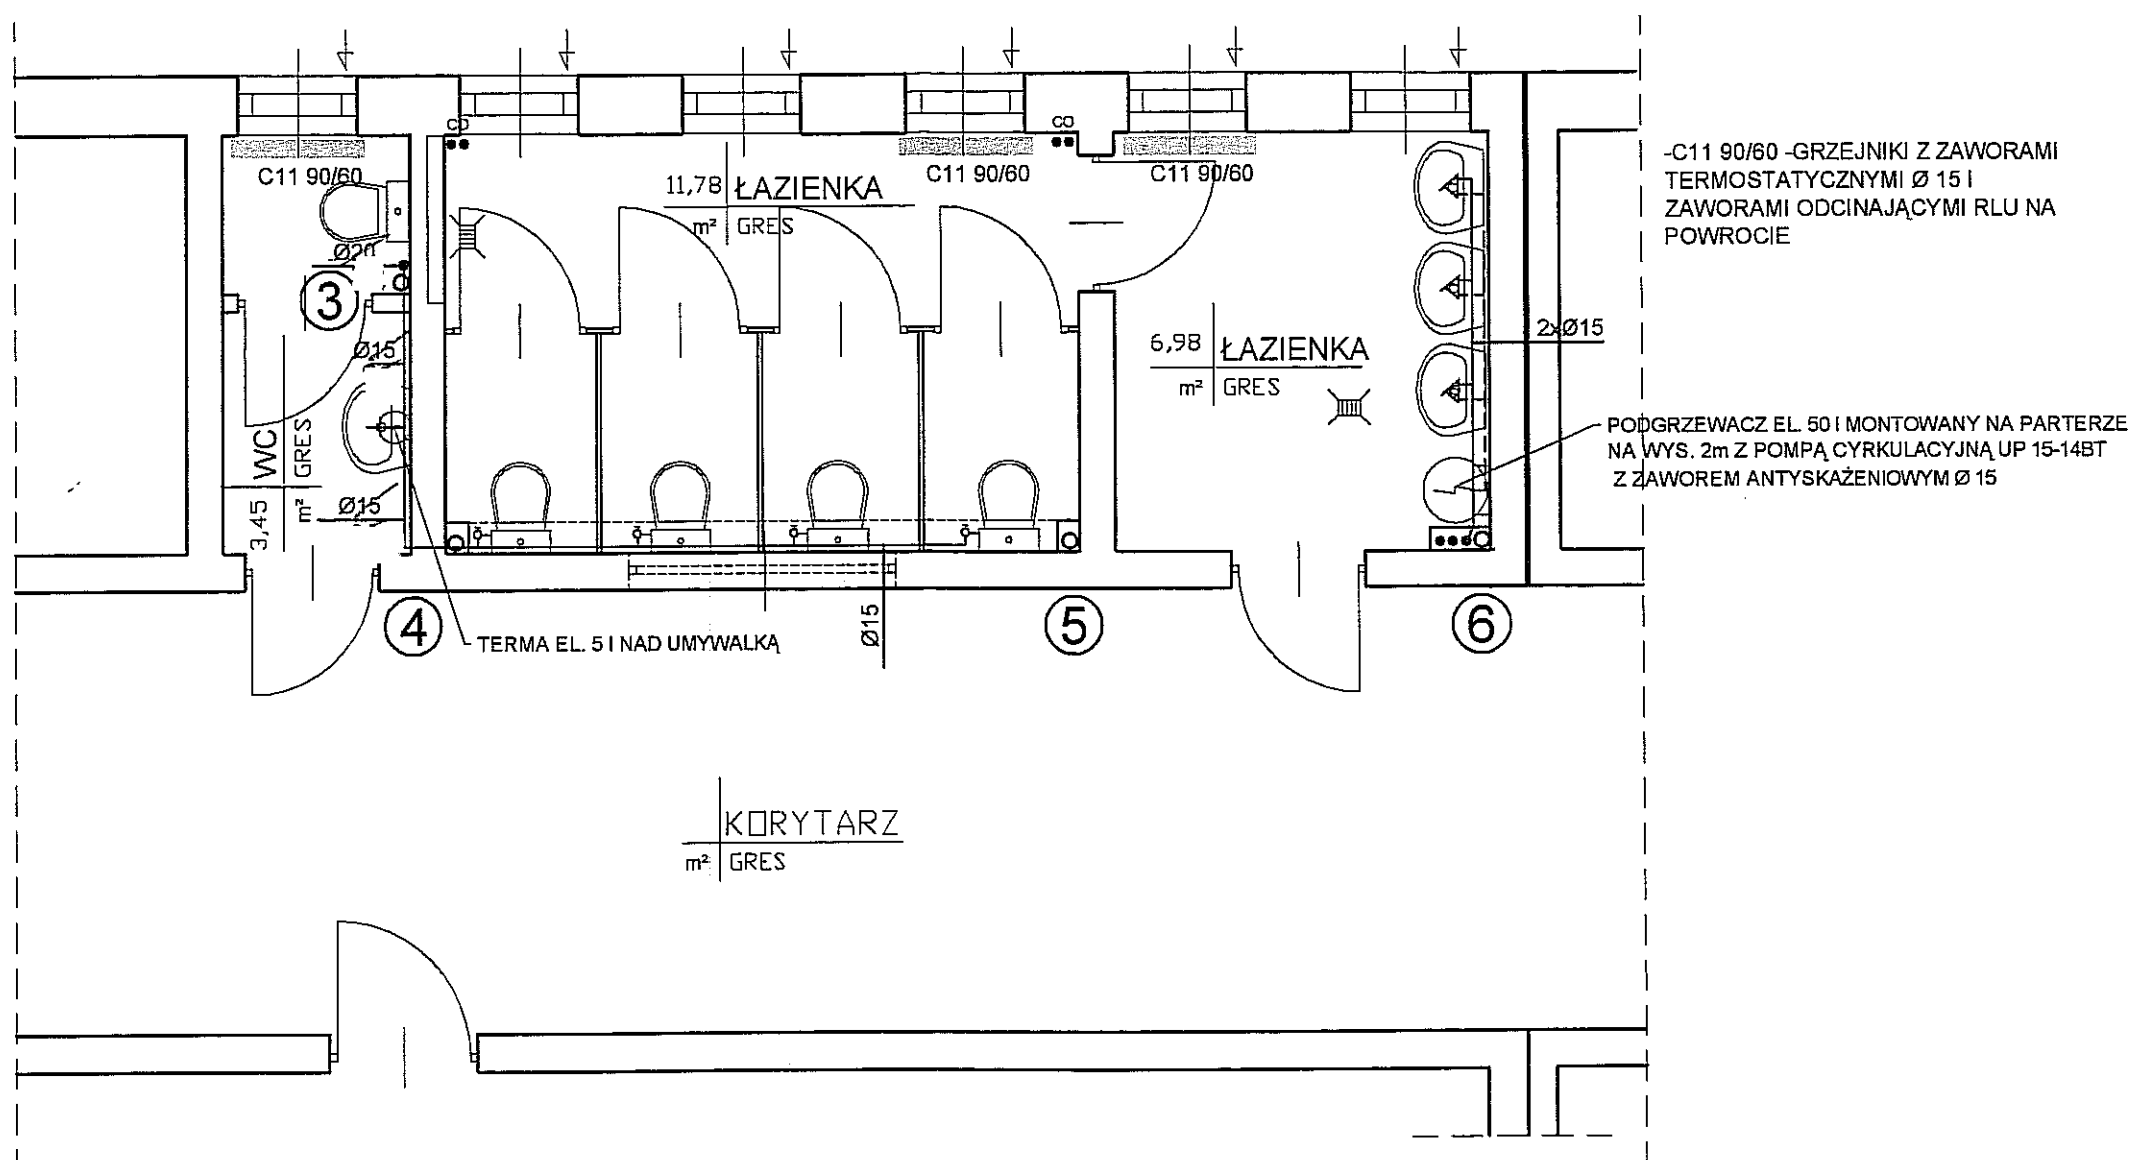 CO
CO
C11 90/60
C11 90/60
C11 90/60
11,78 ŁAZIENKA
m² GRES
Ø20
3
Ø15
WC
GRES
3,45
m²
Ø15
6,98 ŁAZIENKA
m² GRES
2xØ15
-C11 90/60 -GRZEJNIKI Z ZAWORAMI
TERMOSTATYCZNYMI Ø 15 I
ZAWORAMI ODCINAJĄCYMI RLU NA
POWROCIE
PODGRZEWACZ EL. 50 l MONTOWANY NA PARTERZE
NA WYS. 2m Z POMPĄ CYRKULACYJNĄ UP 15-14BT
Z ZAWOREM ANTYSKAŻENIOWYM Ø 15
4
TERMA EL. 5 l NAD UMYWALKĄ
Ø15
5
6
KORYTARZ
m² GRES